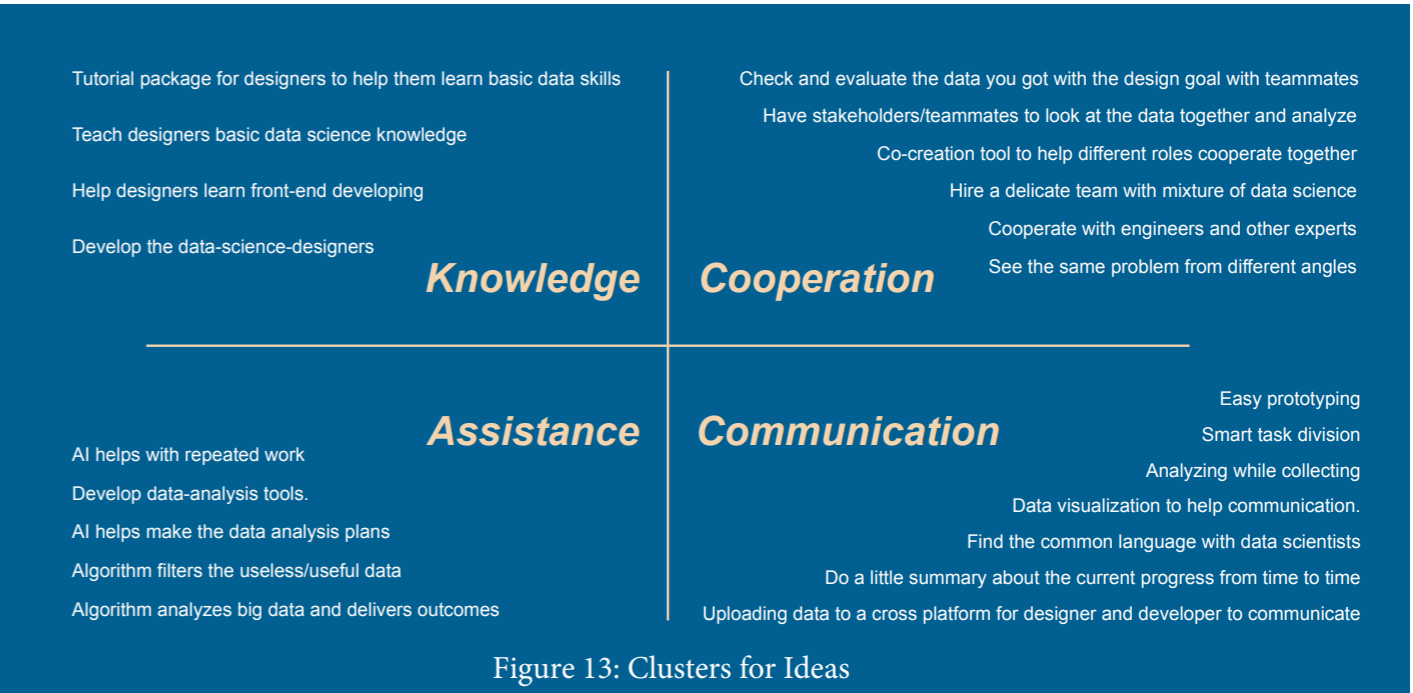 Tutorial package for designers to help them learn basic data skills
Teach designers basic data science knowledge
Help designers learn front-end developing
Develop the data-science-designers
Knowledge
Check and evaluate the data you got with the design goal with teammates
Have stakeholders/teammates to look at the data together and analyze
Co-creation tool to help different roles cooperate together
Hire a delicate team with mixture of data science
Cooperate with engineers and other experts
See the same problem from different angles
Cooperation
Assistance
AI helps with repeated work
Develop data-analysis tools.
AI helps make the data analysis plans
Algorithm filters the useless/useful data
Algorithm analyzes big data and delivers outcomes
Communication
Easy prototyping
Smart task division
Analyzing while collecting
Data visualization to help communication.
Find the common language with data scientists
Do a little summary about the current progress from time to time
Uploading data to a cross platform for designer and developer to communicate
Figure 13: Clusters for Ideas